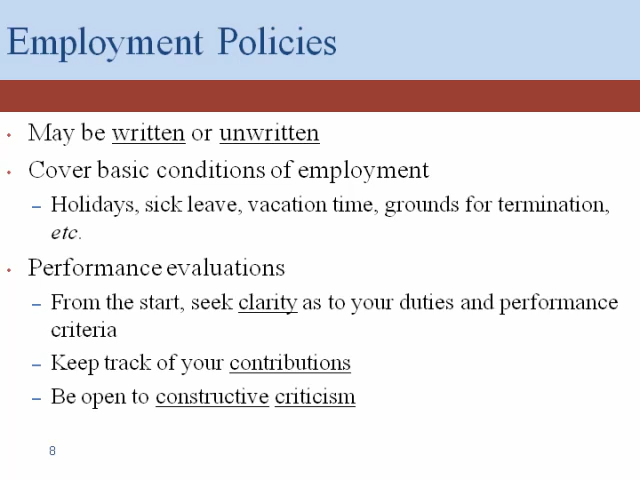 Employment Policies
• May be written or unwritten
• Cover basic conditions of employment
– Holidays, sick leave, vacation time, grounds for termination,
etc.
• Performance evaluations
– From the start, seek clarity as to your duties and performance
criteria
– Keep track of your contributions
– Be open to constructive criticism
8